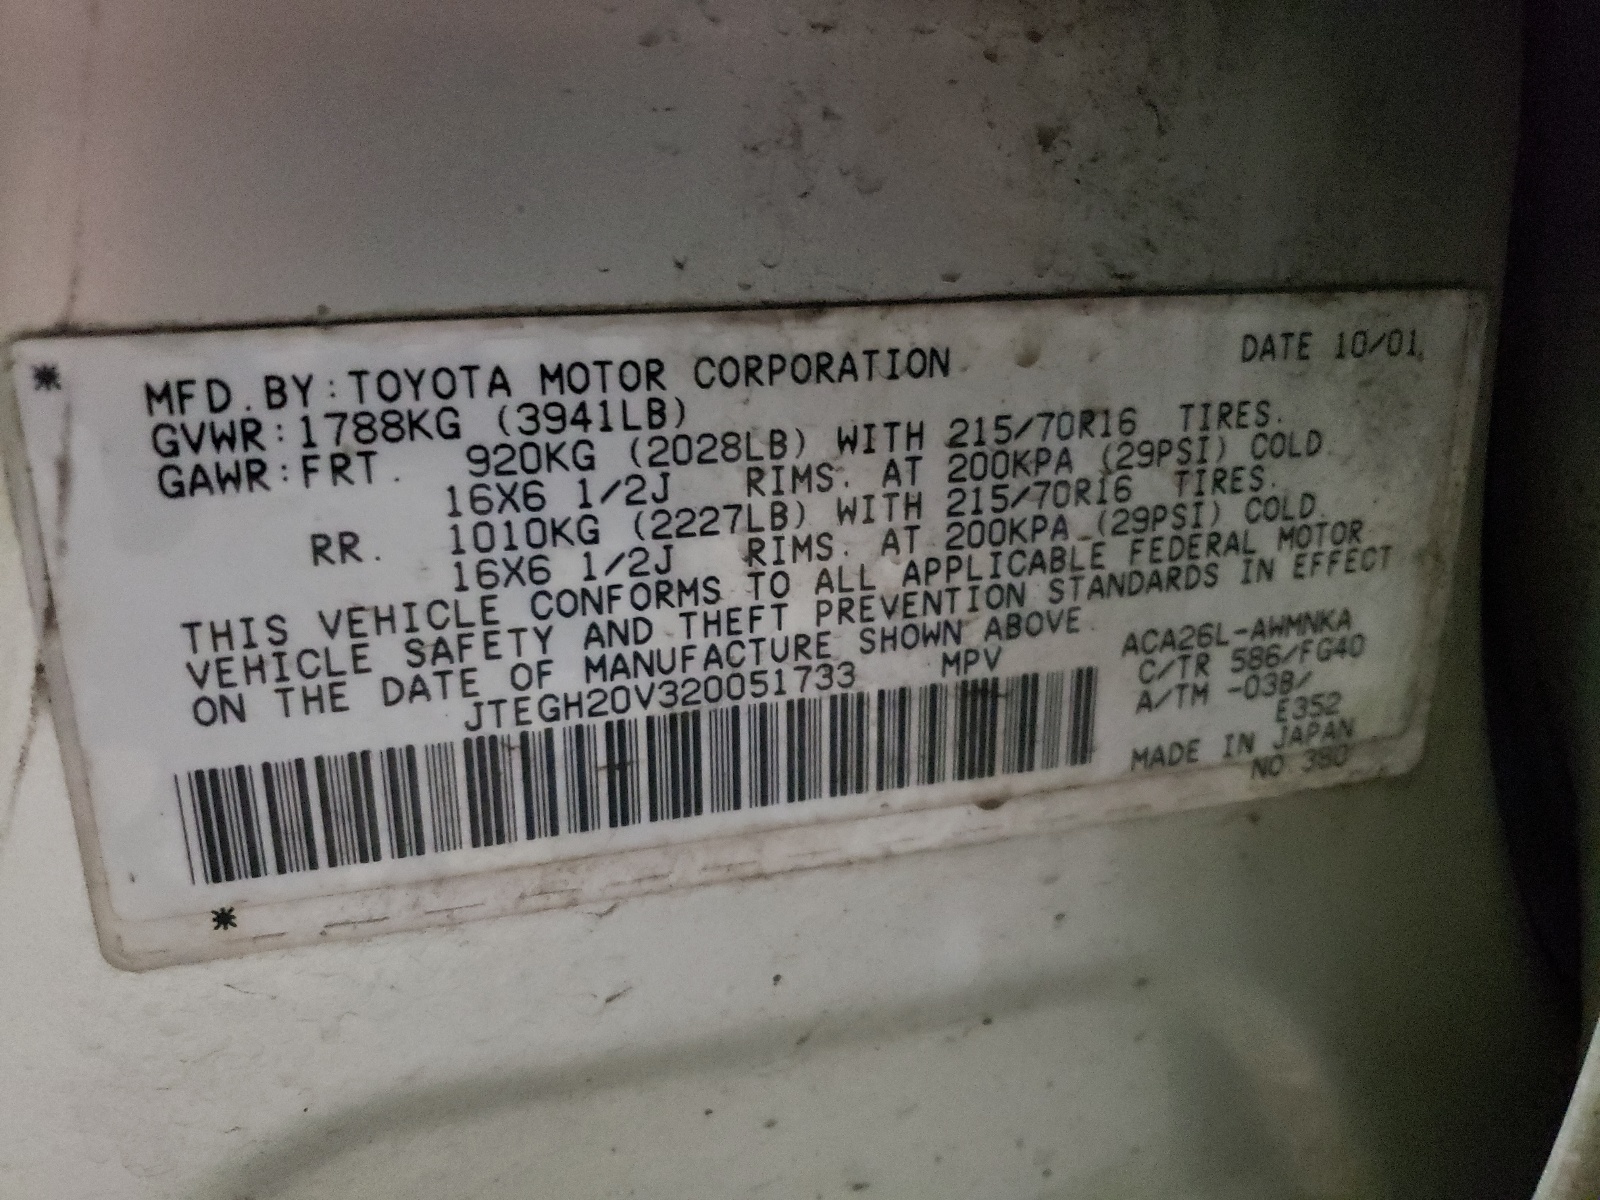 DATE 10/01
MFD. BY: TOYOTA MOTOR CORPORATION
GVWR: 1788KG (3941LB)
GAWR: FRT. 920KG (2028LB) WITH 215/70R16 TIRES.
16X6 1/2J RIMS. AT 200KPA (29PSI) COLD.
RR. 1010KG (2227LB) WITH 215/70R16 TIRES.
16X6 1/2J RIMS. AT 200KPA (29PSI) COLD.
THIS VEHICLE CONFORMS TO ALL APPLICABLE FEDERAL MOTOR
VEHICLE SAFETY AND THEFT PREVENTION STANDARDS IN EFFECT
ON THE DATE OF MANUFACTURE SHOWN ABOVE.
JTEGH20V320051733 MPV
ACA26L-AWMNKA
C/TR 586/FG40
A/TM -03B/
E352
MADE IN JAPAN
NO 380